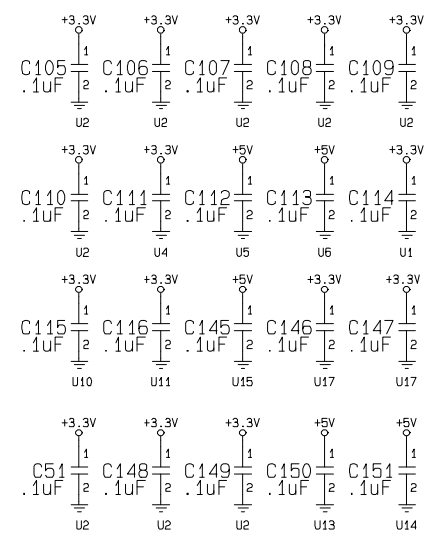 +3.3V +3.3V +3.3V +3.3V +3.3V
1 1 1 1 1
C105 C106 C107 C108 C109
.1uF 2 .1uF 2 .1uF 2 .1uF 2 .1uF 2
U2 U2 U2 U2 U2
+3.3V +3.3V +5V +5V +3.3V
1 1 1 1 1
C110 C111 C112 C113 C114
.1uF 2 .1uF 2 .1uF 2 .1uF 2 .1uF 2
U2 U4 U5 U6 U1
+3.3V +3.3V +5V +3.3V +3.3V
1 1 1 1 1
C115 C116 C145 C146 C147
.1uF 2 .1uF 2 .1uF 2 .1uF 2 .1uF 2
U10 U11 U15 U17 U17
+3.3V +3.3V +3.3V +5V +5V
1 1 1 1 1
C51 C148 C149 C150 C151
.1uF 2 .1uF 2 .1uF 2 .1uF 2 .1uF 2
U2 U2 U2 U13 U14